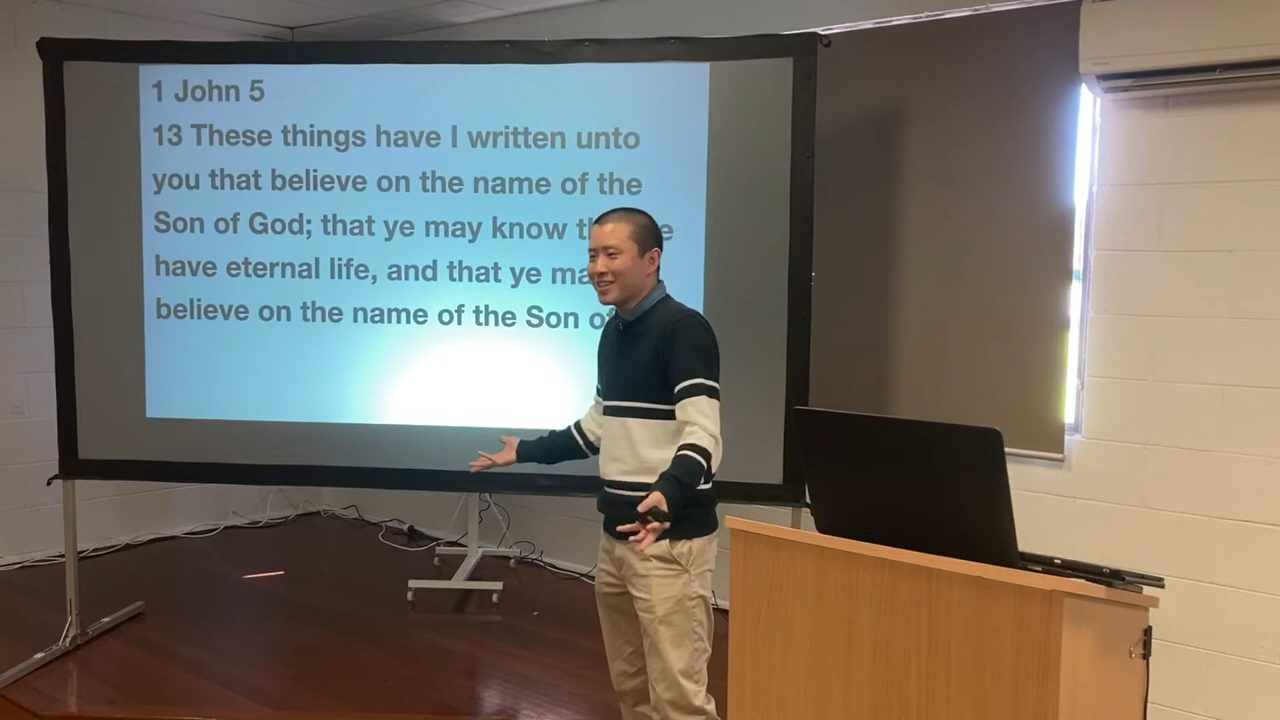 1 John 5
13 These things have I written unto
you that believe on the name of the
Son of God; that ye may know
have eternal life, and that ye
believe on the name of the Son